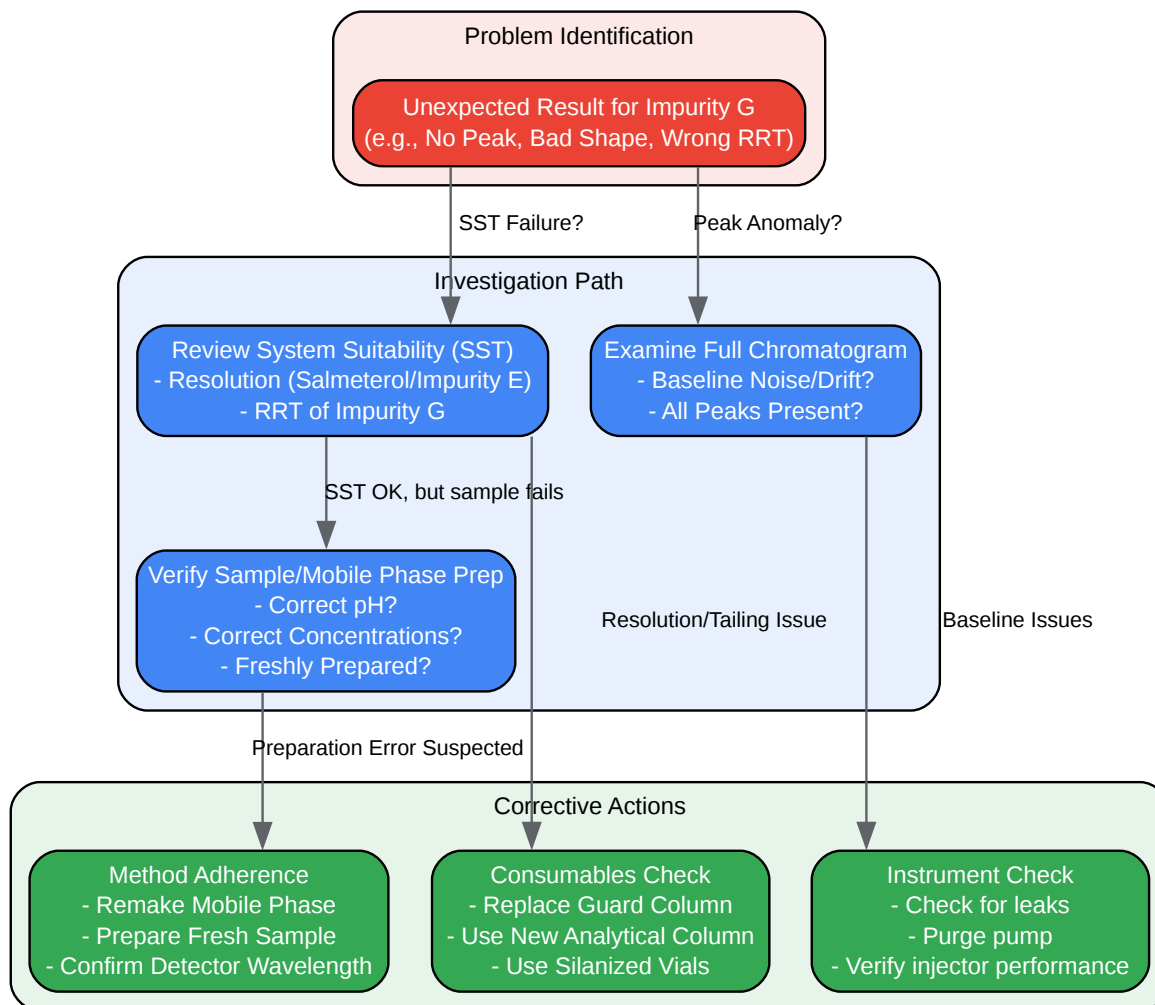 Problem Identification
Unexpected Result for Impurity G
(e.g., No Peak, Bad Shape, Wrong RRT)
SST Failure?
Peak Anomaly?
Investigation Path
Review System Suitability (SST)
- Resolution (Salmeterol/Impurity E)
- RRT of Impurity G
Examine Full Chromatogram
- Baseline Noise/Drift?
- All Peaks Present?
SST OK, but sample fails
Verify Sample/Mobile Phase Prep
- Correct pH?
- Correct Concentrations?
- Freshly Prepared?
Resolution/Tailing Issue
Baseline Issues
Preparation Error Suspected
Corrective Actions
Method Adherence
- Remake Mobile Phase
- Prepare Fresh Sample
- Confirm Detector Wavelength
Consumables Check
- Replace Guard Column
- Use New Analytical Column
- Use Silanized Vials
Instrument Check
- Check for leaks
- Purge pump
- Verify injector performance